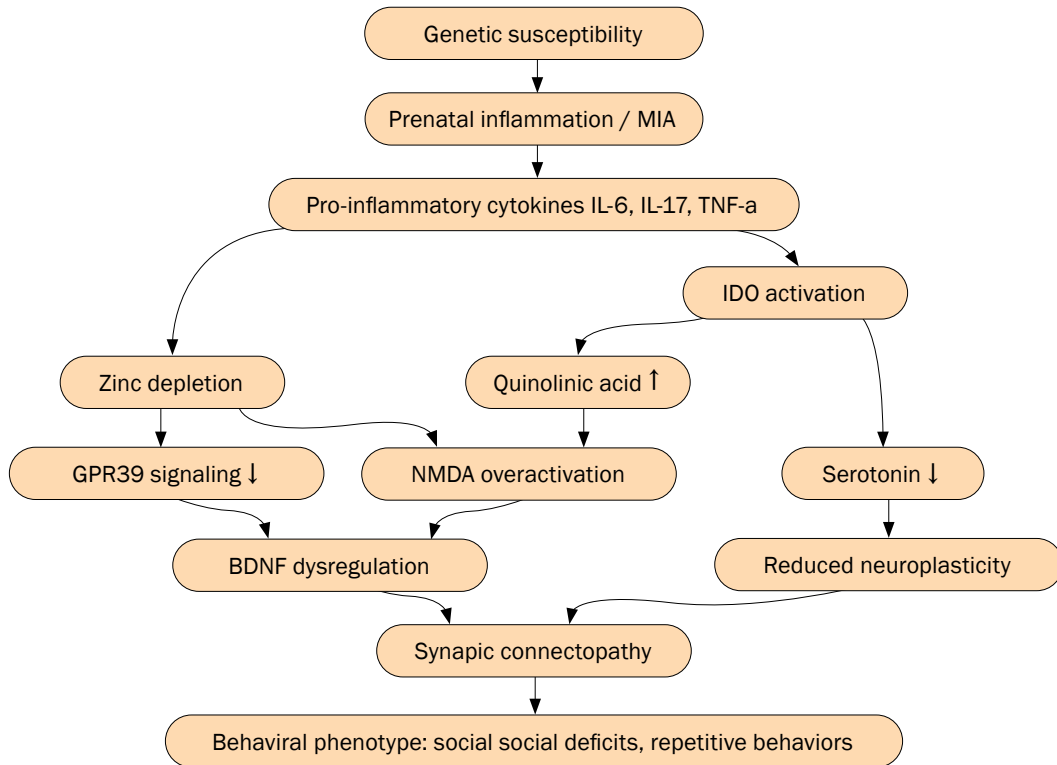 Genetic susceptibility
Prenatal inflammation / MIA
Pro-inflammatory cytokines IL-6, IL-17, TNF-a
IDO activation
Zinc depletion
Quinolinic acid ↑
GPR39 signaling ↓
NMDA overactivation
Serotonin ↓
BDNF dysregulation
Reduced neuroplasticity
Synapic connectopathy
Behaviral phenotype: social social deficits, repetitive behaviors